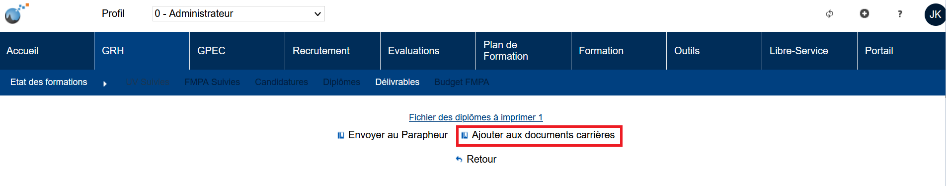 Profil 0 - Administrateur ? JK
Accueil GRH GPEC Recrutement Evaluations Plan de Formation Formation Outils Libre-Service Portail
Etat des formations FMPA Suivies Candidatures Diplômes Délivrables Budget FMPA
Fichier des diplômes à imprimer 1
Envoyer au Parapheur Ajouter aux documents carrières
Retour